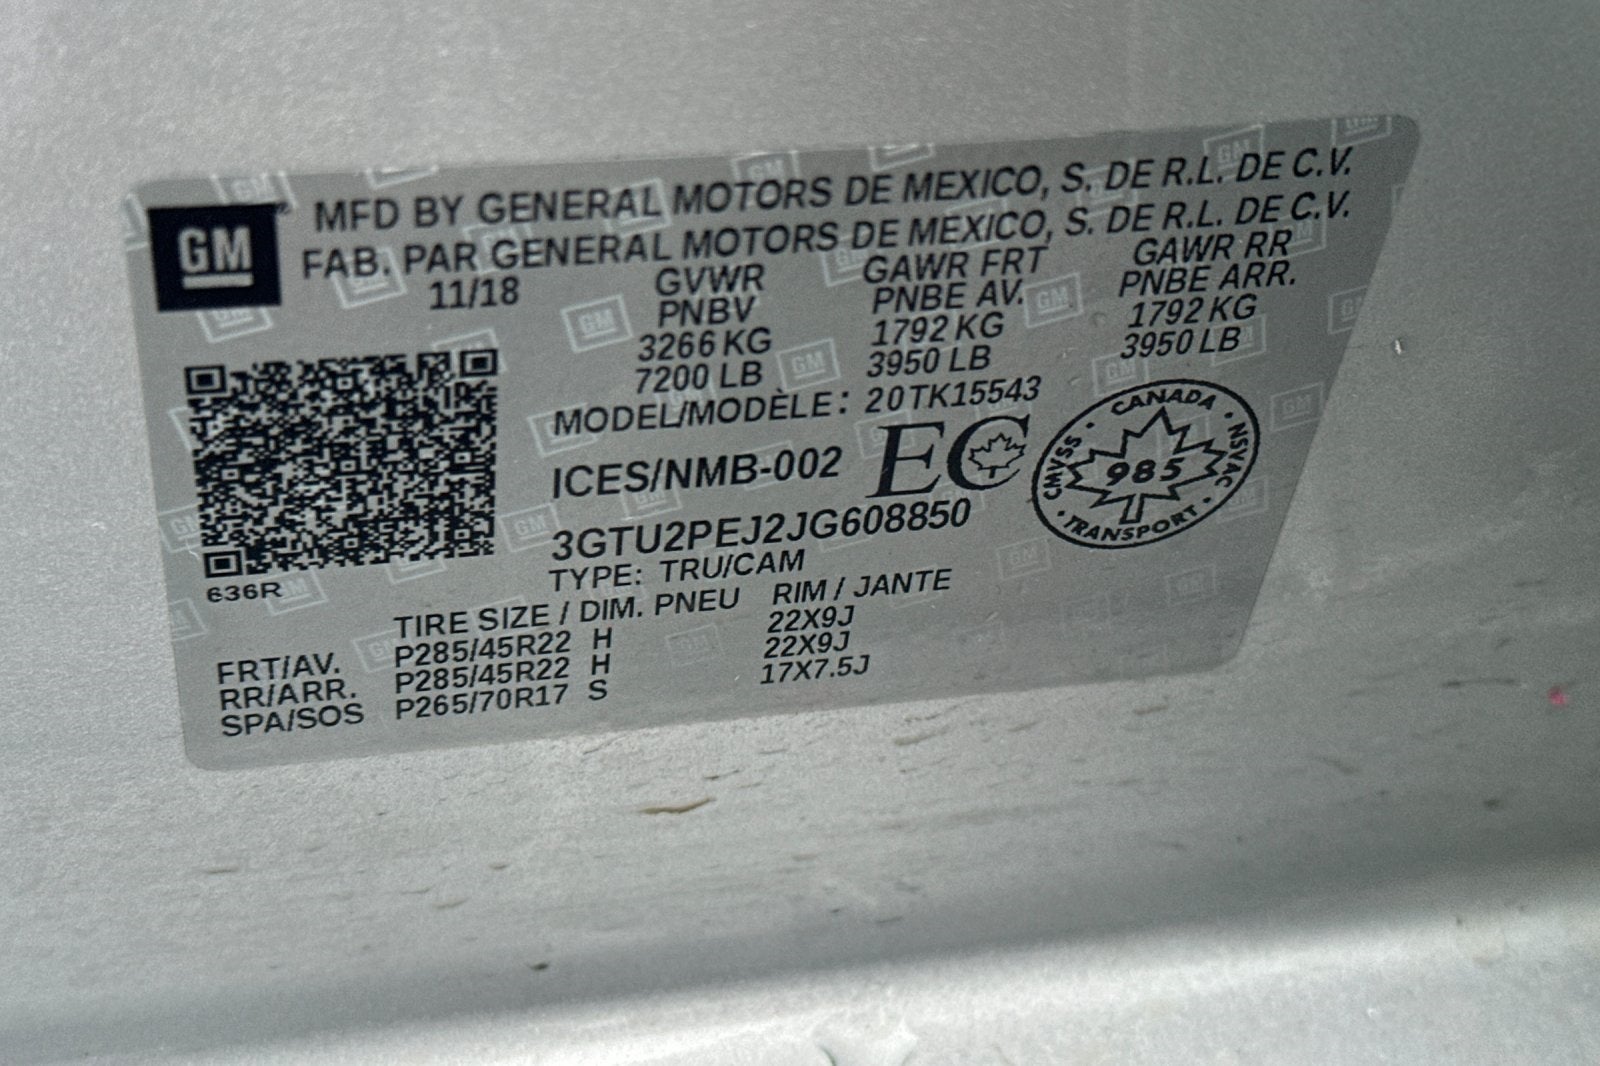 GM
MFD BY GENERAL MOTORS DE MEXICO, S. DE R.L. DE C.V.
FAB. PAR GENERAL MOTORS DE MEXICO, S. DE R.L. DE C.V.
11/18 GVWR GAWR FRT GAWR RR
PNBV PNBE AV. PNBE ARR.
3266 KG 1792 KG 1792 KG
7200 LB 3950 LB 3950 LB
MODEL/MODÈLE: 20TK15543
ICES/NMB-002 EC
CANADA · NSVAC · TRANSPORT · CMVSS ·
985
3GTU2PEJ2JG608850
TYPE: TRU/CAM
636R
TIRE SIZE / DIM. PNEU RIM / JANTE
FRT/AV. P285/45R22 H 22X9J
RR/ARR. P285/45R22 H 22X9J
SPA/SOS P265/70R17 S 17X7.5J